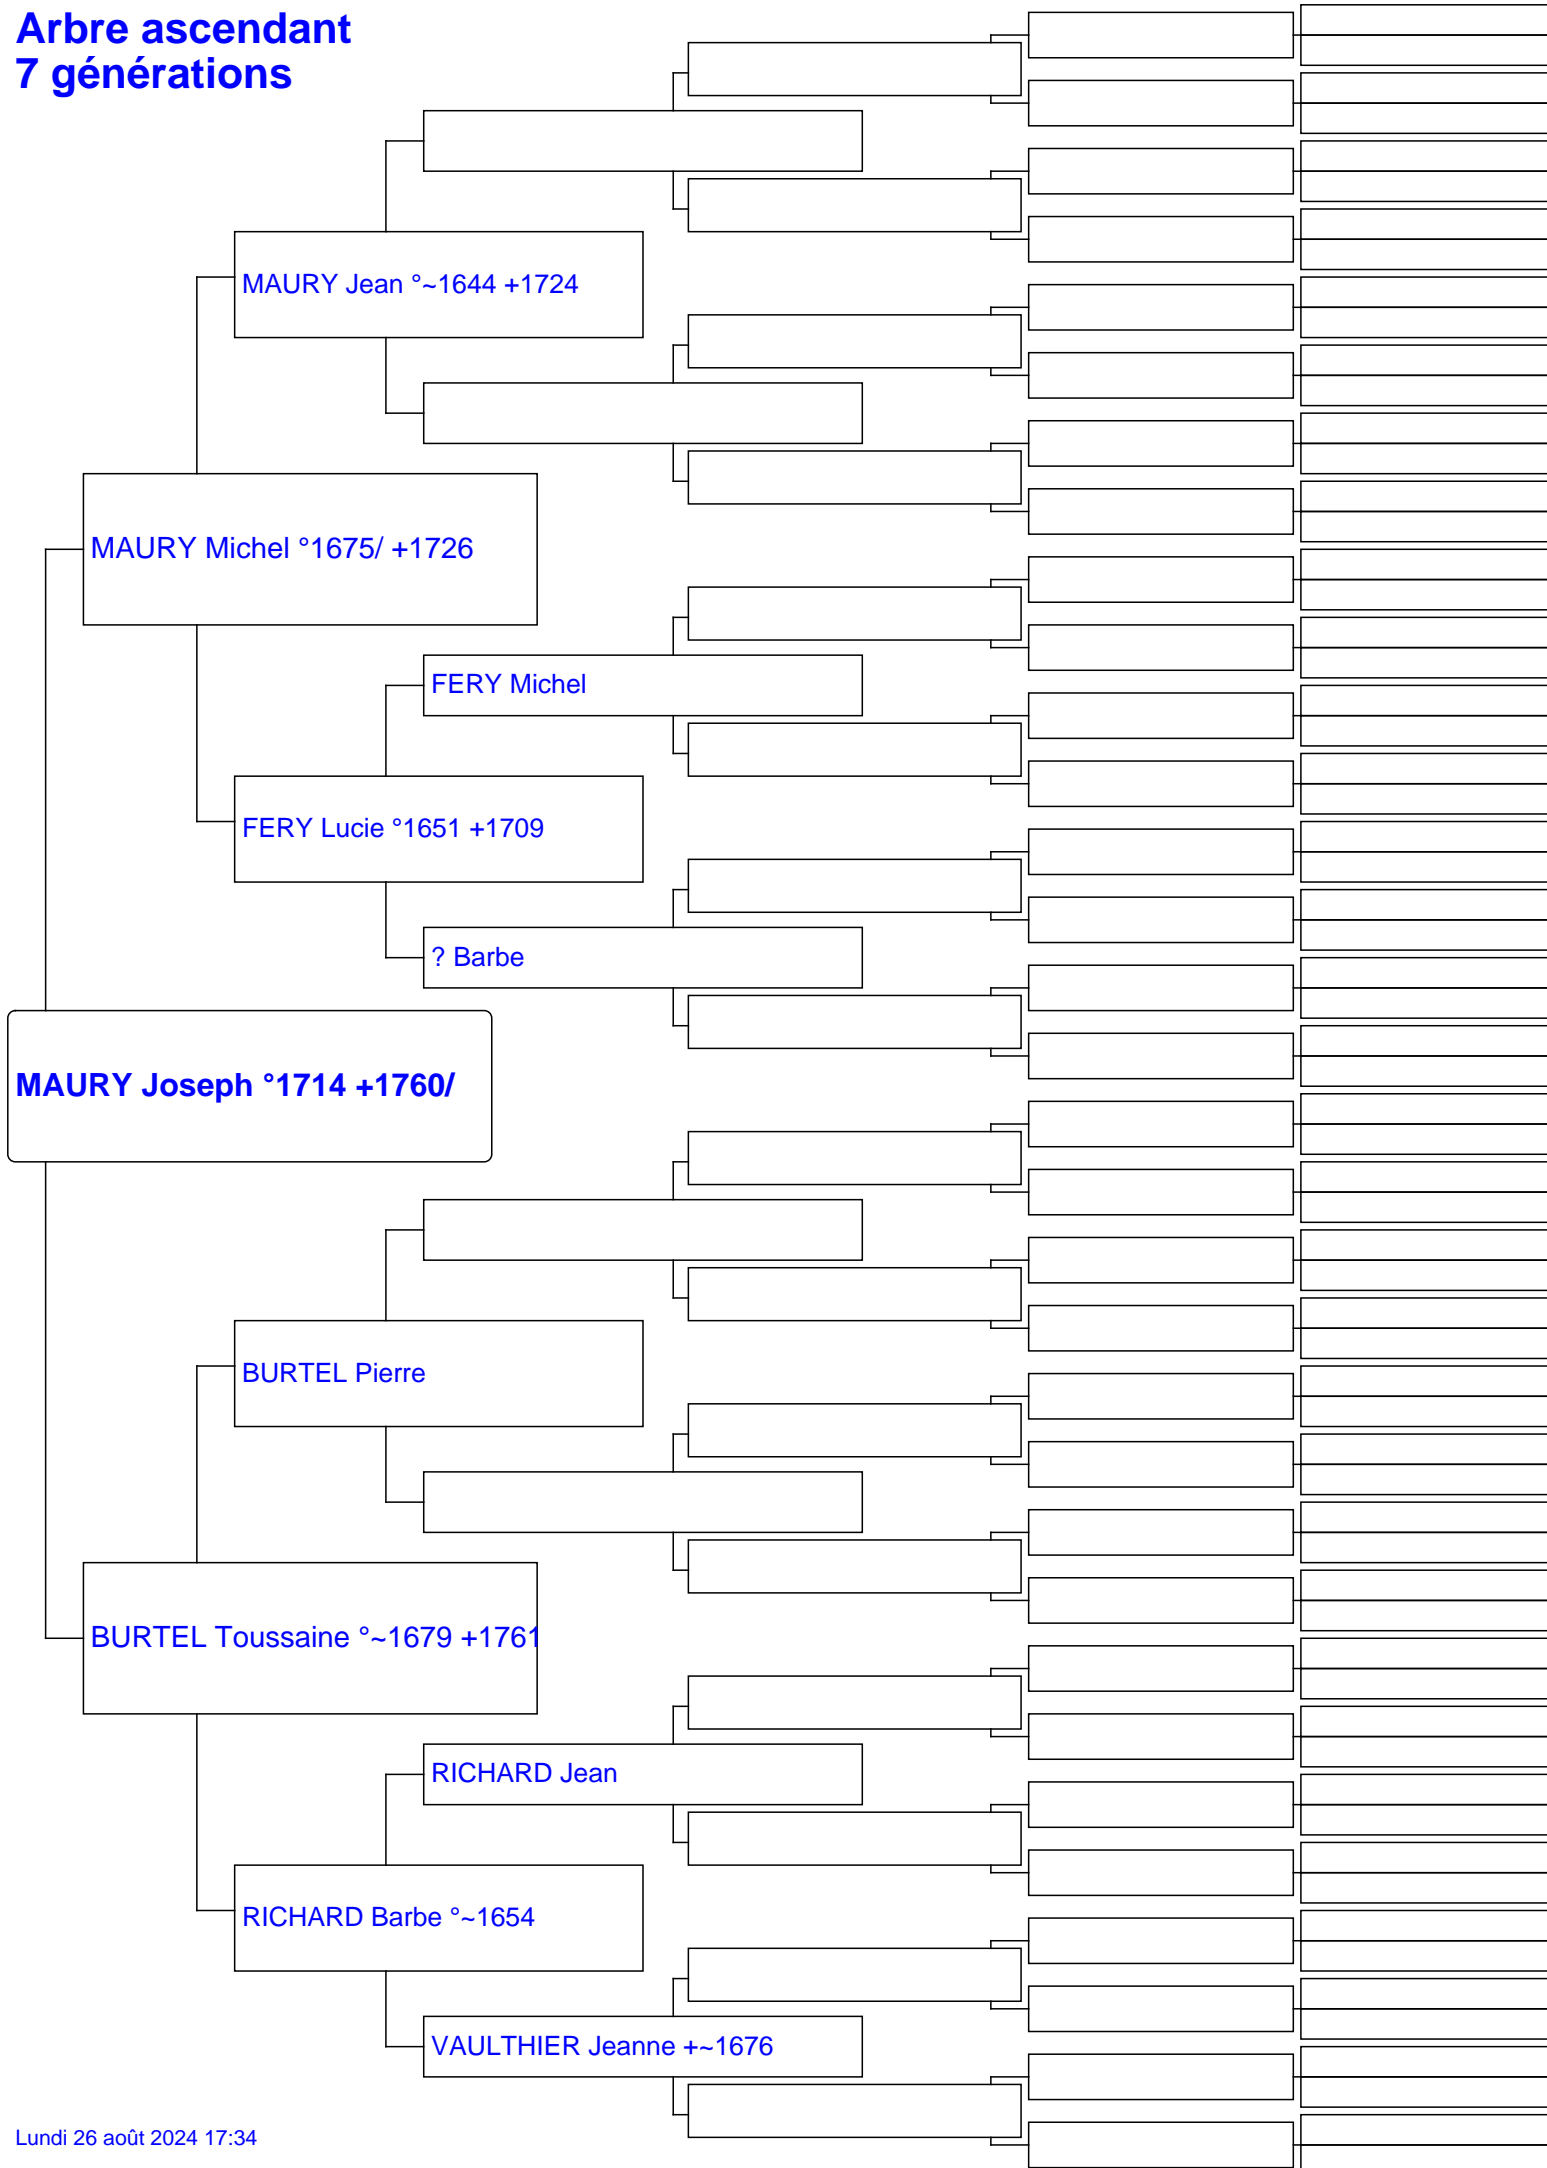 Arbre ascendant
7 générations
MAURY Jean °~1644 +1724
MAURY Michel °1675/ +1726
FERY Michel
FERY Lucie °1651 +1709
? Barbe
MAURY Joseph °1714 +1760/
BURTEL Pierre
BURTEL Toussaine °~1679 +1761
RICHARD Jean
RICHARD Barbe °~1654
VAULTHIER Jeanne +~1676
Lundi 26 août 2024 17:34